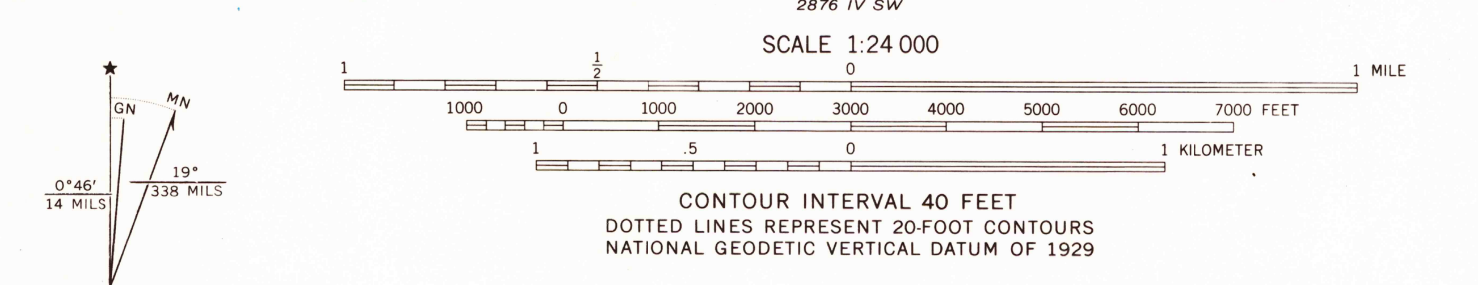 2876 IV SW
SCALE 1:24 000
1 1/2 0 1 MILE
1000 0 1000 2000 3000 4000 5000 6000 7000 FEET
1 .5 0 1 KILOMETER
CONTOUR INTERVAL 40 FEET
DOTTED LINES REPRESENT 20-FOOT CONTOURS
NATIONAL GEODETIC VERTICAL DATUM OF 1929
GN
MN
0°46′
14 MILS
19°
338 MILS